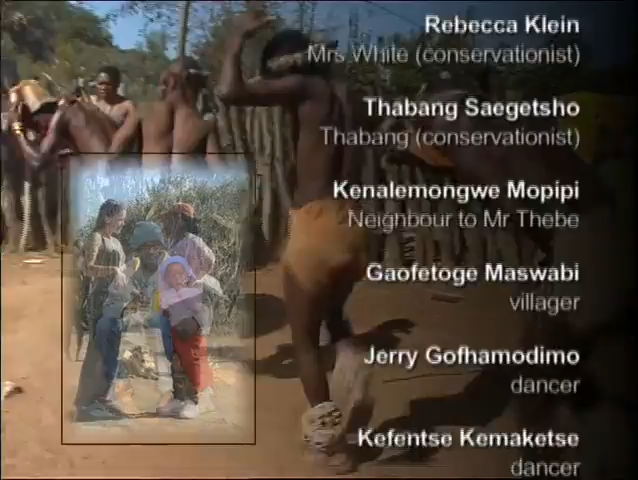 Rebecca Klein
Mrs White (conservationist)
Thabang Saegetsho
Thabang (conservationist)
Kenalemongwe Mopipi
Neighbour to Mr Thebe
Gaofetoge Maswabi
villager
Jerry Gofhamodimo
dancer
Kefentse Kemaketse
dancer